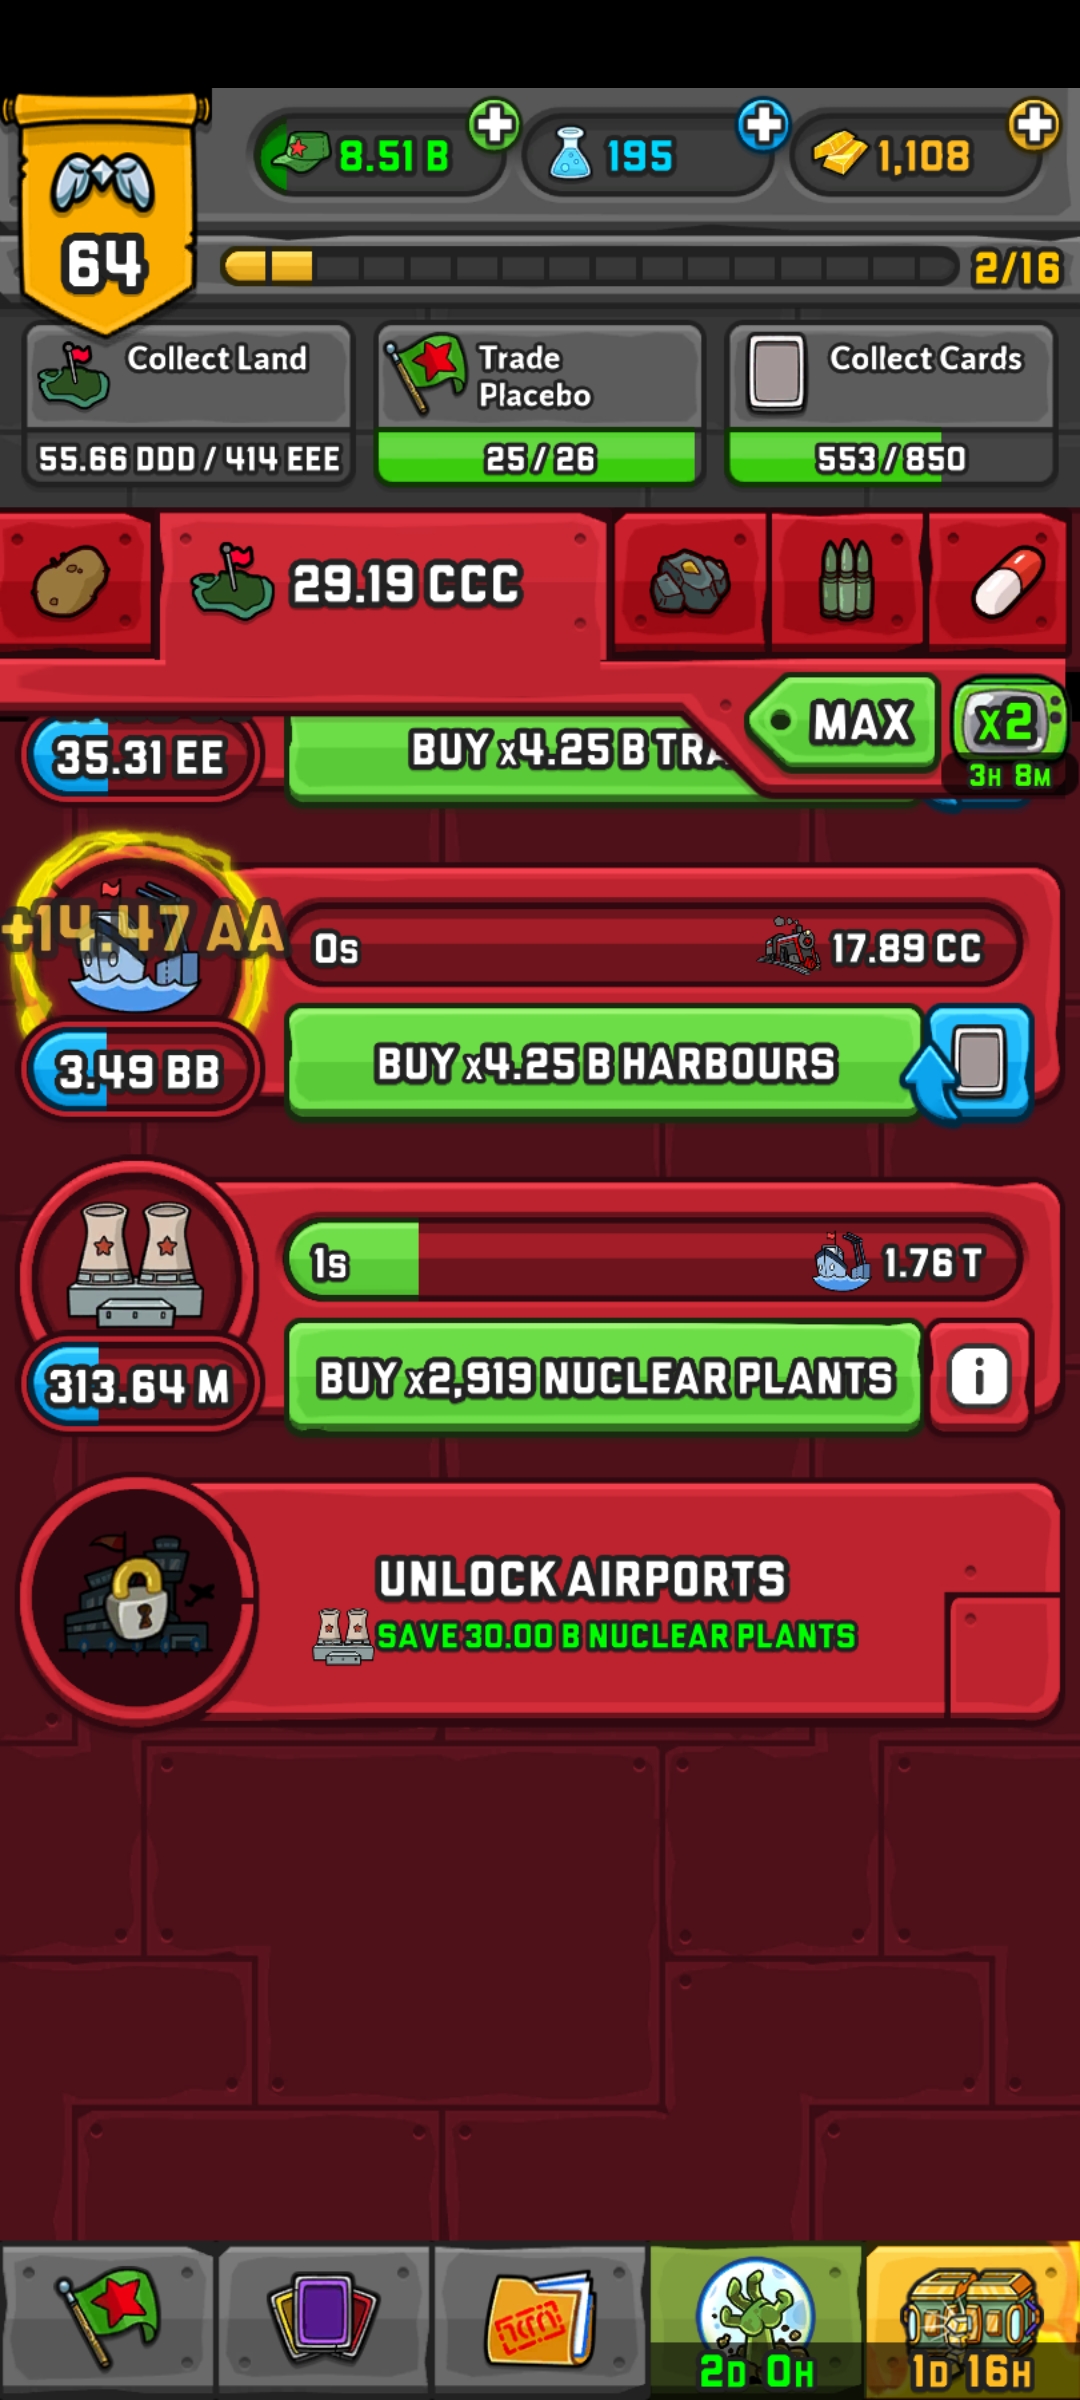 8.51 B
195
1,108
64
2/16
Collect Land
55.66 DDD / 414 EEE
Trade
Placebo
25 / 26
Collect Cards
553 / 850
29.19 CCC
MAX
x2
3H 8M
35.31 EE
BUY x4.25 B TRA
+14.47 AA
0s
17.89 CC
3.49 BB
BUY x4.25 B HARBOURS
1s
1.76 T
313.64 M
BUY x2,919 NUCLEAR PLANTS
i
UNLOCK AIRPORTS
SAVE 30.00 B NUCLEAR PLANTS
2D 0H
1D 16H